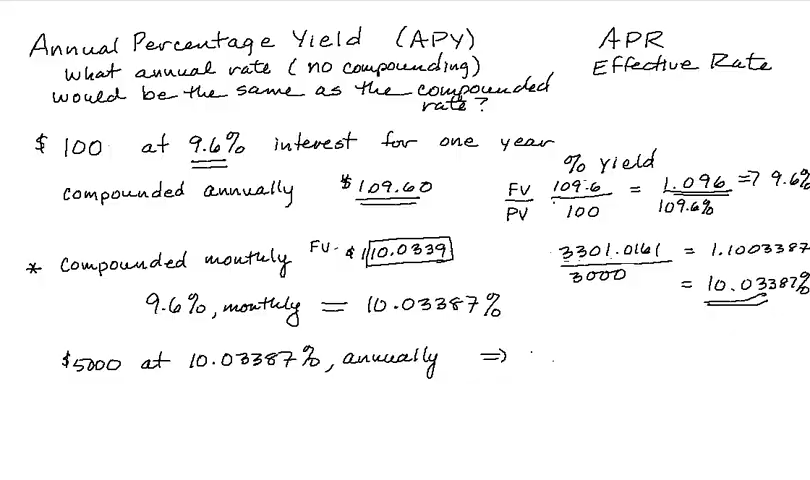 Annual Percentage Yield (APY)
APR
What annual rate (no compounding)
Effective Rate
would be the same as the compounded
rate?
$ 100 at 9.6% interest for one year
% yield
compounded annually $109.60
FV/PV 109.6/100 = 1.096 => 9.6%
109.6%
* Compounded monthly FV- $110.0339
3301.0161/3000 = 1.1003387
= 10.03387%
9.6%, monthly = 10.03387%
$5000 at 10.03387%, annually =>